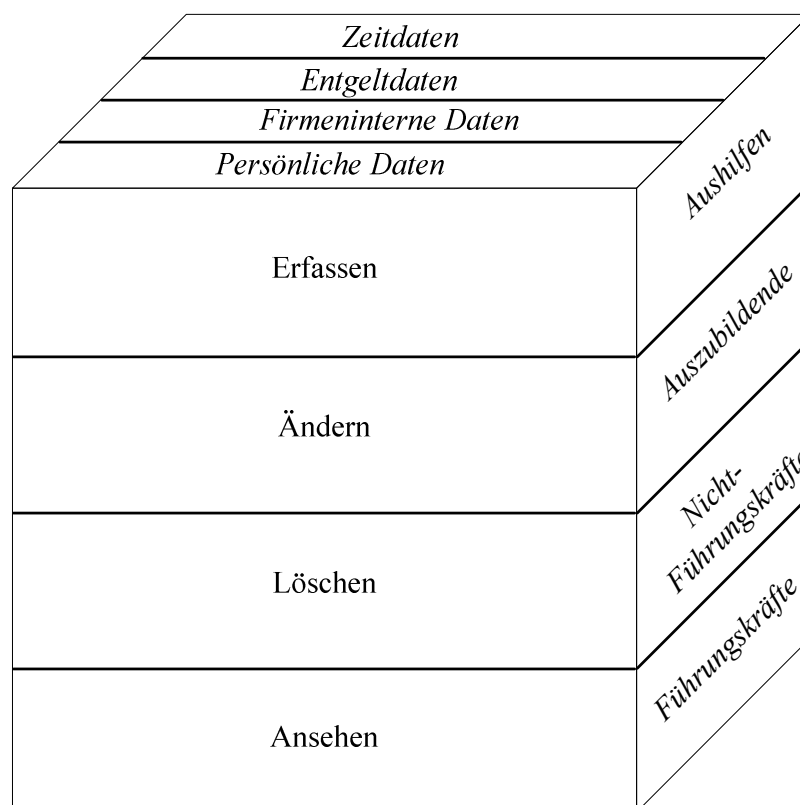 Zeitdaten
Entgeltdaten
Firmeninterne Daten
Persönliche Daten
Erfassen
Ändern
Löschen
Ansehen
Aushilfen
Auszubildende
Nicht-
Führungskräfte
Führungskräfte